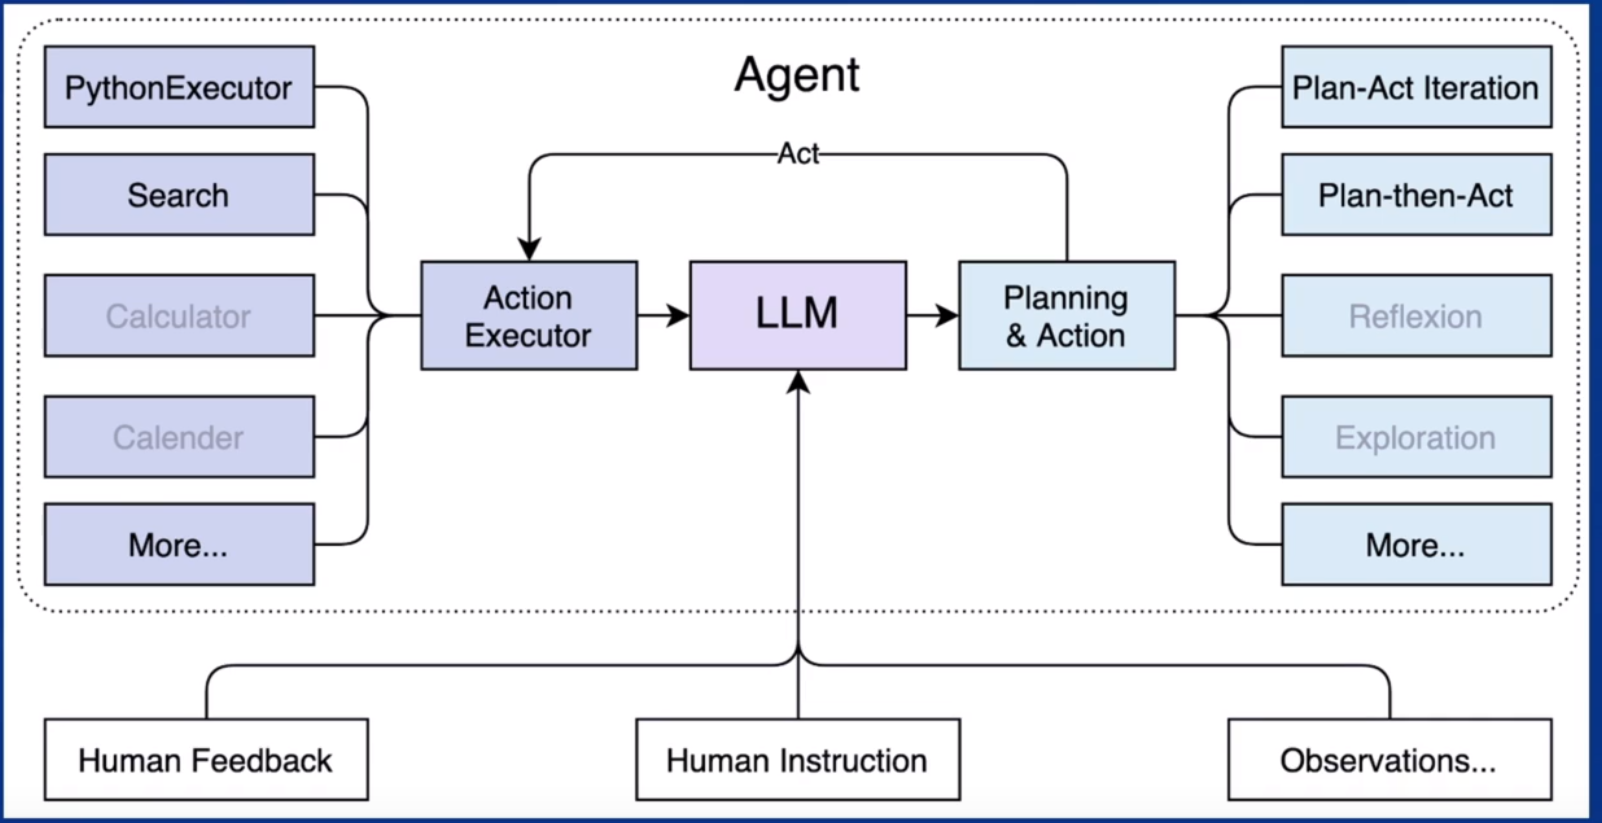 Agent
PythonExecutor
Search
Calculator
Calender
More...
Act
Action
Executor
LLM
Planning
& Action
Plan-Act Iteration
Plan-then-Act
Reflexion
Exploration
More...
Human Feedback
Human Instruction
Observations...